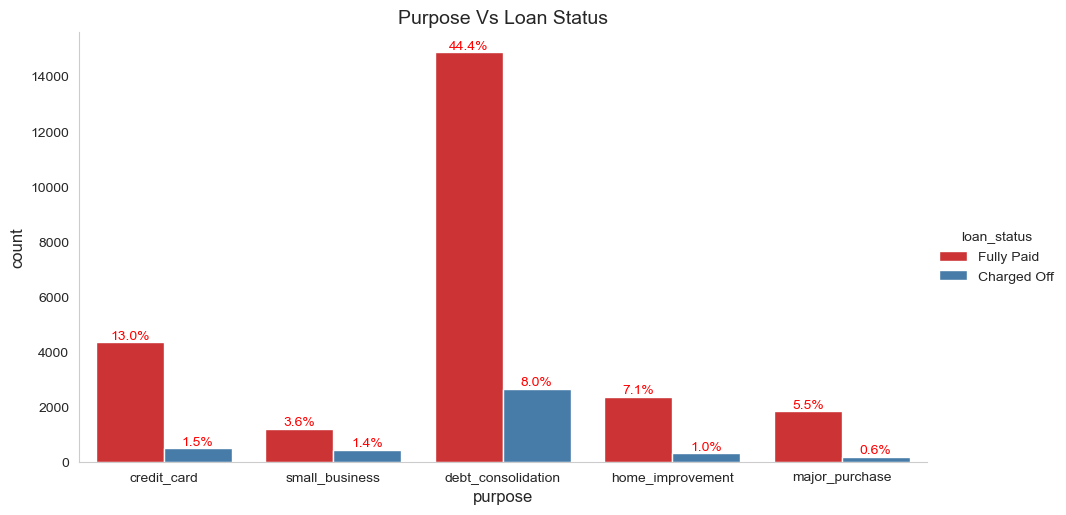 Purpose Vs Loan Status
44.4%
14000
12000
10000
8000
6000
4000
2000
0
count
13.0%
1.5%
3.6%
1.4%
8.0%
7.1%
1.0%
5.5%
0.6%
loan_status
Fully Paid
Charged Off
credit_card small_business debt_consolidation home_improvement major_purchase
purpose